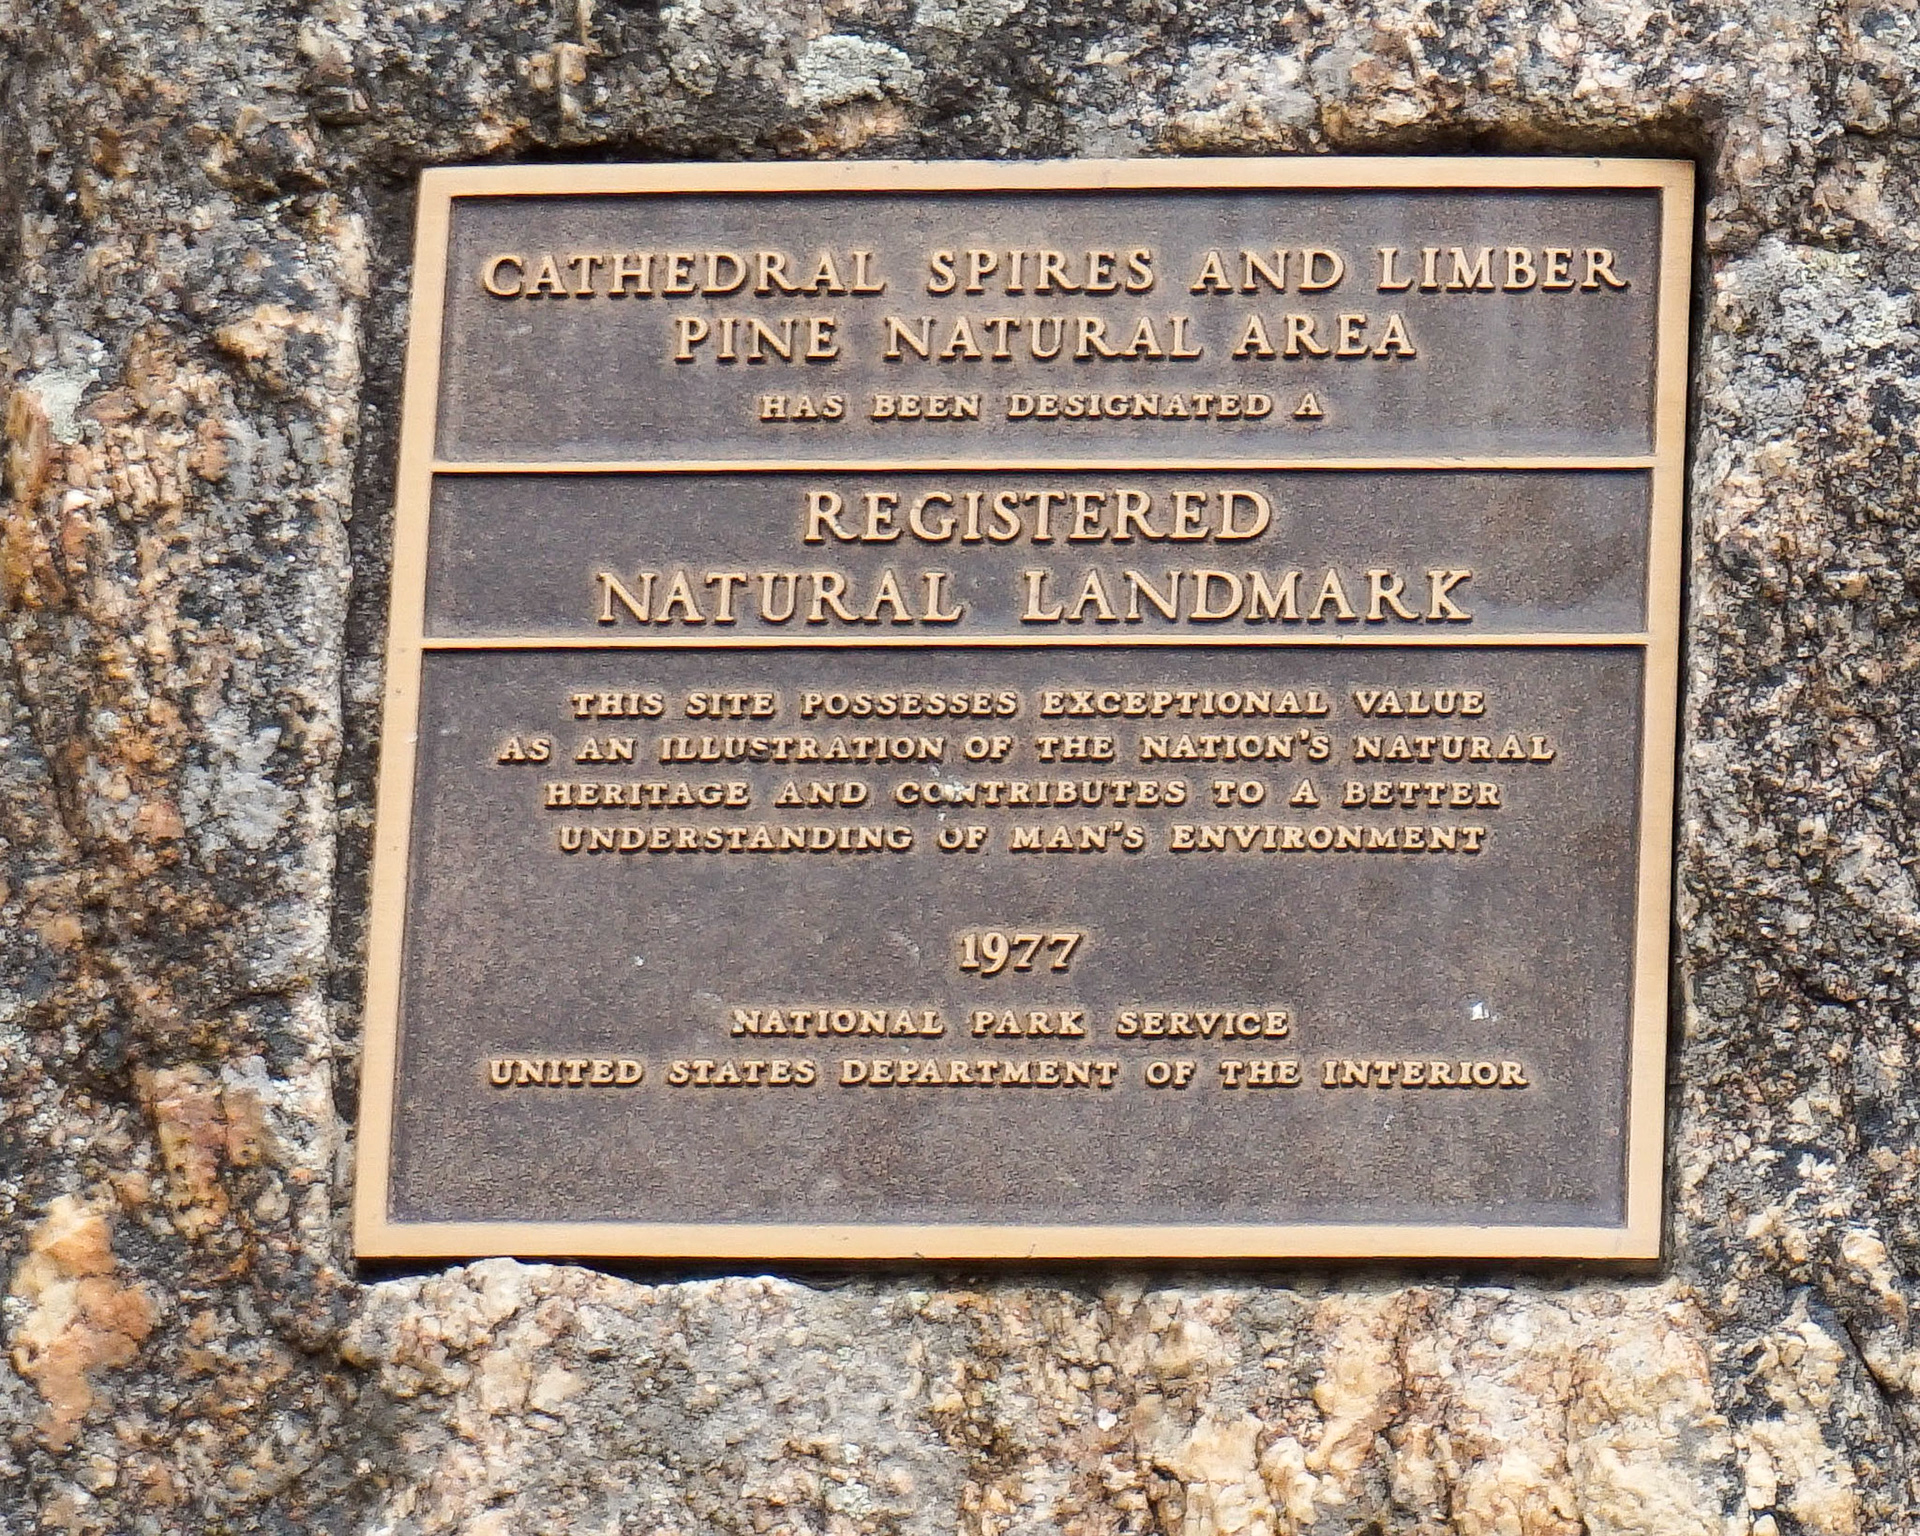 CATHEDRAL SPIRES AND LIMBER
PINE NATURAL AREA
HAS BEEN DESIGNATED A
REGISTERED
NATURAL LANDMARK
THIS SITE POSSESSES EXCEPTIONAL VALUE
AS AN ILLUSTRATION OF THE NATION'S NATURAL
HERITAGE AND CONTRIBUTES TO A BETTER
UNDERSTANDING OF MAN'S ENVIRONMENT
1977
NATIONAL PARK SERVICE
UNITED STATES DEPARTMENT OF THE INTERIOR